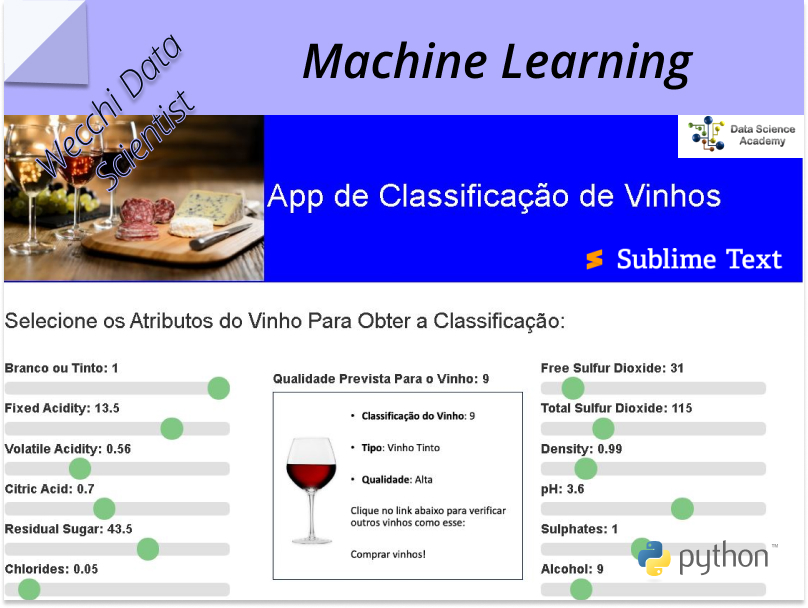 Machine Learning
Wecchi Data
Scientist
Data Science
Academy
App de Classificação de Vinhos
Sublime Text
Selecione os Atributos do Vinho Para Obter a Classificação:
Branco ou Tinto: 1
Fixed Acidity: 13.5
Volatile Acidity: 0.56
Citric Acid: 0.7
Residual Sugar: 43.5
Chlorides: 0.05
Qualidade Prevista Para o Vinho: 9
• Classificação do Vinho: 9
• Tipo: Vinho Tinto
• Qualidade: Alta
Clique no link abaixo para verificar
outros vinhos como esse:
Comprar vinhos!
Free Sulfur Dioxide: 31
Total Sulfur Dioxide: 115
Density: 0.99
pH: 3.6
Sulphates: 1
Alcohol: 9
python™